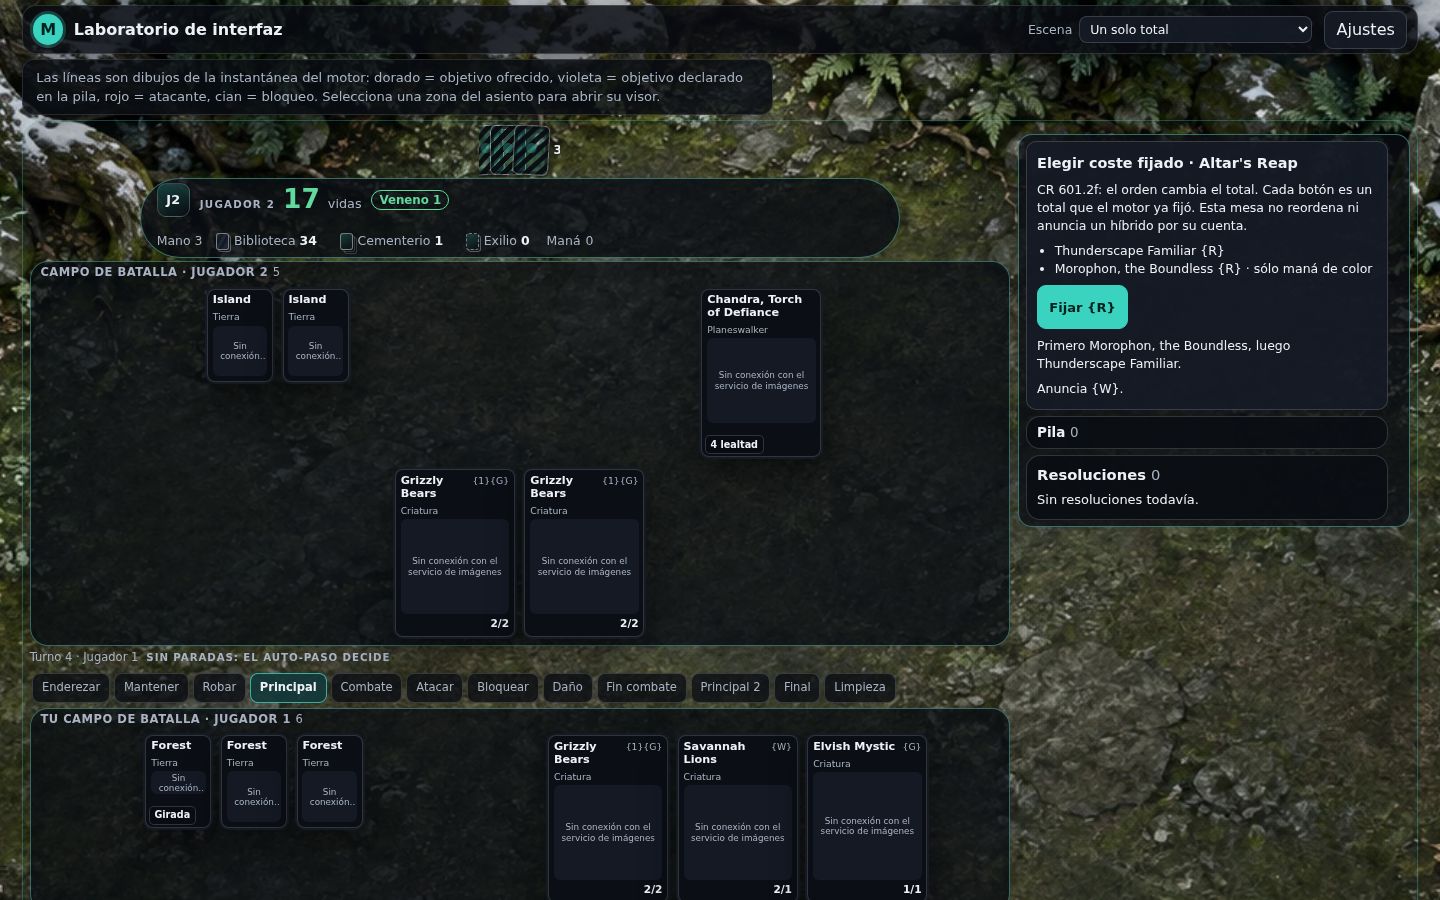 M Laboratorio de interfaz
Escena Un solo total Ajustes
Las líneas son dibujos de la instantánea del motor: dorado = objetivo ofrecido, violeta = objetivo declarado
en la pila, rojo = atacante, cian = bloqueo. Selecciona una zona del asiento para abrir su visor.
3
J2 JUGADOR 2 17 vidas Veneno 1
Mano 3 Biblioteca 34 Cementerio 1 Exilio 0 Maná 0
CAMPO DE BATALLA · JUGADOR 2 5
Island
Tierra
Sin
conexión..
Island
Tierra
Sin
conexión..
Chandra, Torch
of Defiance
Planeswalker
Sin conexión con el
servicio de imágenes
4 lealtad
Grizzly
Bears
{1}{G}
Criatura
Sin conexión con el
servicio de imágenes
2/2
Grizzly
Bears
{1}{G}
Criatura
Sin conexión con el
servicio de imágenes
2/2
Turno 4 · Jugador 1 SIN PARADAS: EL AUTO-PASO DECIDE
Enderezar Mantener Robar Principal Combate Atacar Bloquear Daño Fin combate Principal 2 Final Limpieza
TU CAMPO DE BATALLA · JUGADOR 1 6
Forest
Tierra
Sin
conexión..
Girada
Forest
Tierra
Sin
conexión..
Forest
Tierra
Sin
conexión..
Grizzly
Bears
{1}{G}
Criatura
Sin conexión con el
servicio de imágenes
2/2
Savannah
Lions
{W}
Criatura
Sin conexión con el
servicio de imágenes
2/1
Elvish Mystic {G}
Criatura
Sin conexión con el
servicio de imágenes
1/1
Elegir coste fijado · Altar's Reap
CR 601.2f: el orden cambia el total. Cada botón es un
total que el motor ya fijó. Esta mesa no reordena ni
anuncia un híbrido por su cuenta.
• Thunderscape Familiar {R}
• Morophon, the Boundless {R} · sólo maná de color
Fijar {R}
Primero Morophon, the Boundless, luego
Thunderscape Familiar.
Anuncia {W}.
Pila 0
Resoluciones 0
Sin resoluciones todavía.